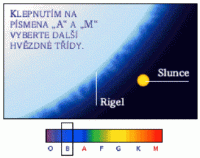 KLEPNUTÍM NA
PÍSMENA „A“ A „M“
VYBERTE DALŠÍ
HVĚZDNÉ TŘÍDY.
Slunce
Rigel
O B A F G K M